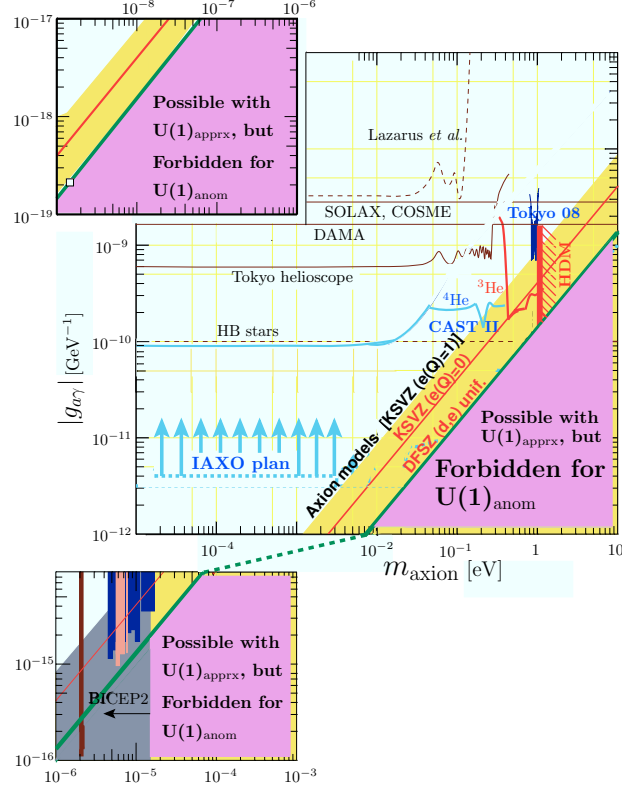 10⁻⁸ 10⁻⁷ 10⁻⁶
10⁻¹⁷
10⁻¹⁸
10⁻¹⁹
Possible with
U(1)apprx, but
Forbidden for
U(1)anom
Lazarus et al.
SOLAX, COSME
Tokyo 08
DAMA
HDM
Tokyo helioscope
³He
⁴He
HB stars
CAST II
10⁻⁹
10⁻¹⁰
10⁻¹¹
10⁻¹²
|gaγ| [GeV⁻¹]
Axion models [KSVZ (e(Q)=1)]
KSVZ (e(Q)=0)
DFSZ (d,e) unif.
IAXO plan
Possible with
U(1)apprx, but
Forbidden for
U(1)anom
10⁻⁴ 10⁻² 10⁻¹ 1 10
maxion [eV]
10⁻¹⁵
10⁻¹⁶
Possible with
U(1)apprx, but
Forbidden for
U(1)anom
BICEP2
10⁻⁶ 10⁻⁵ 10⁻⁴ 10⁻³